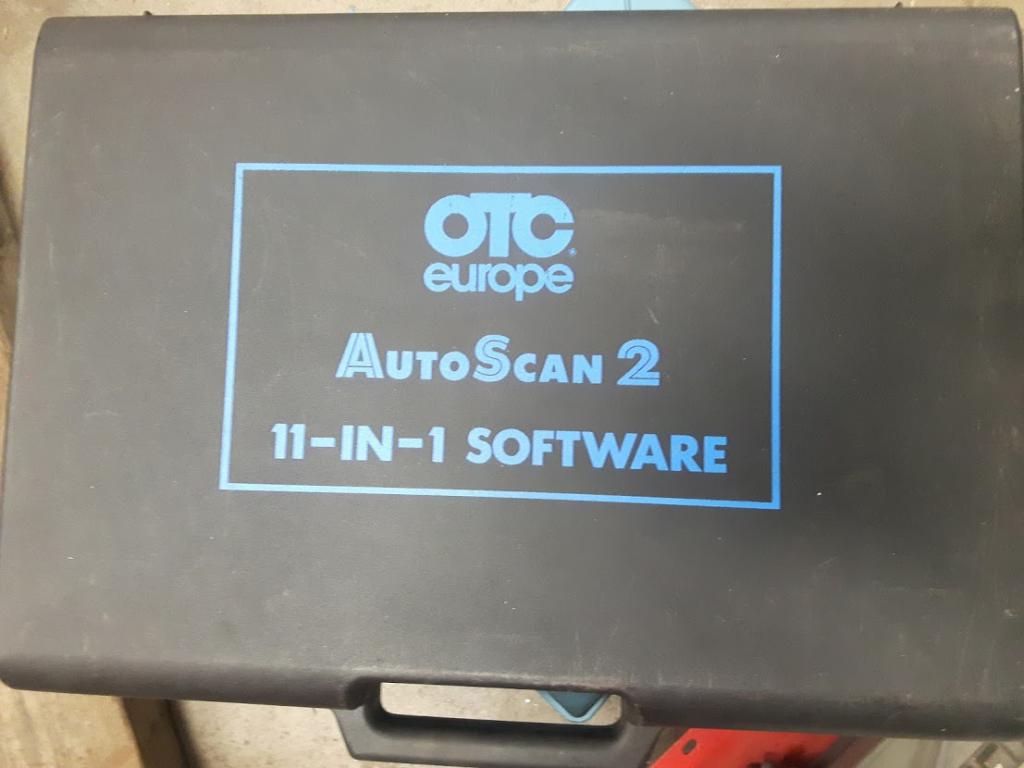 OTC®
europe
AutoScan 2
11-IN-1 SOFTWARE